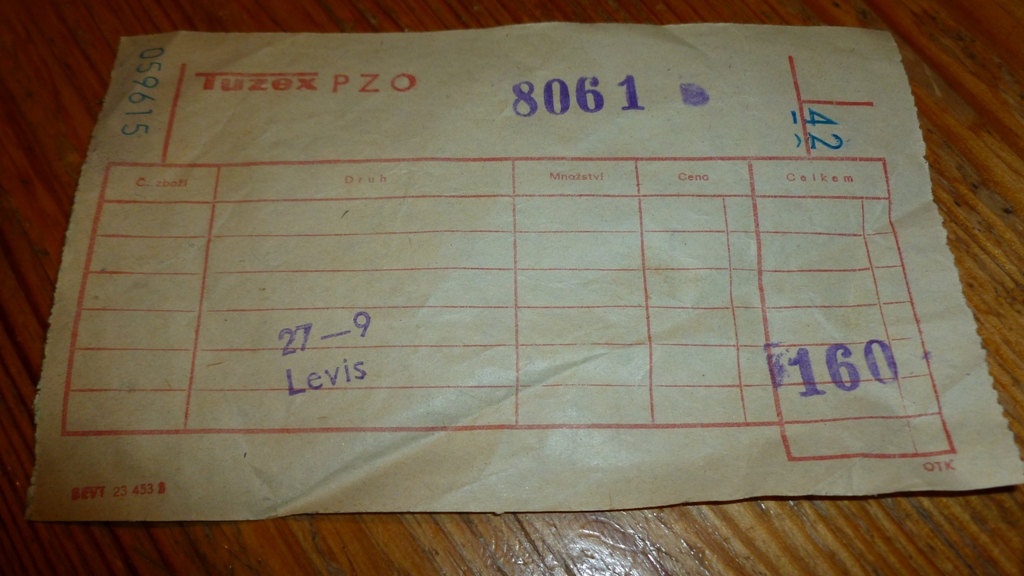 059615
Tuzex PZO
8061
42
Č. zboží Druh Množství Cena Celkem
27-9
Levis
160
BEVT 23 453 B
OTK